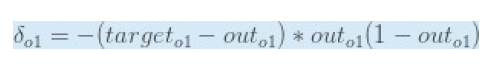 δ_{o1} = −(target_{o1} − out_{o1}) * out_{o1}(1 − out_{o1})